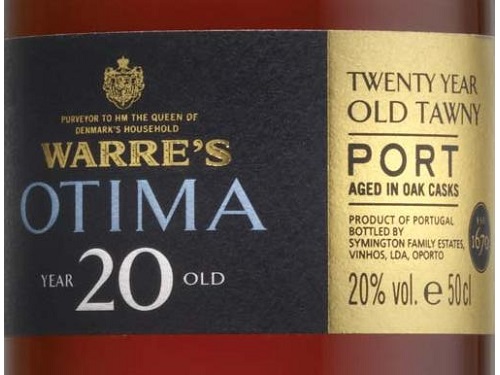 PURVEYOR TO HM THE QUEEN OF
DENMARK'S HOUSEHOLD
WARRE'S
OTIMA
YEAR 20 OLD
TWENTY YEAR
OLD TAWNY
PORT
AGED IN OAK CASKS
PRODUCT OF PORTUGAL
BOTTLED BY
SYMINGTON FAMILY ESTATES,
VINHOS, LDA, OPORTO
20% vol. e 50cl
1670